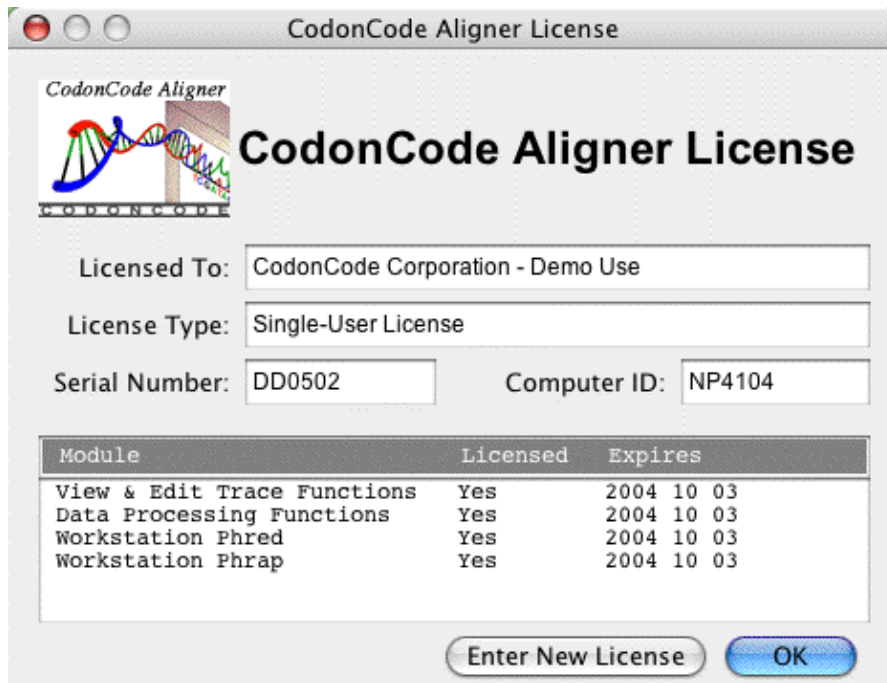 CodonCode Aligner License
CodonCode Aligner
CODONCODE
CodonCode Aligner License
Licensed To: CodonCode Corporation - Demo Use
License Type: Single-User License
Serial Number: DD0502 Computer ID: NP4104
Module Licensed Expires
View & Edit Trace Functions Yes 2004 10 03
Data Processing Functions Yes 2004 10 03
Workstation Phred Yes 2004 10 03
Workstation Phrap Yes 2004 10 03
Enter New License OK